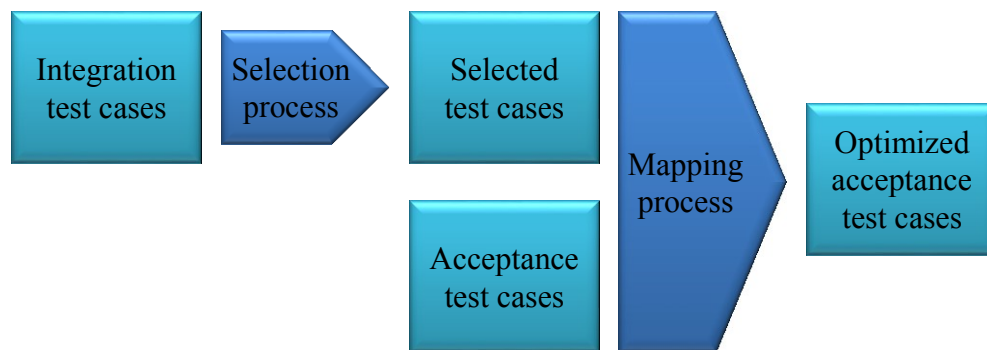 Integration
test cases
Selection
process
Selected
test cases
Acceptance
test cases
Mapping
process
Optimized
acceptance
test cases